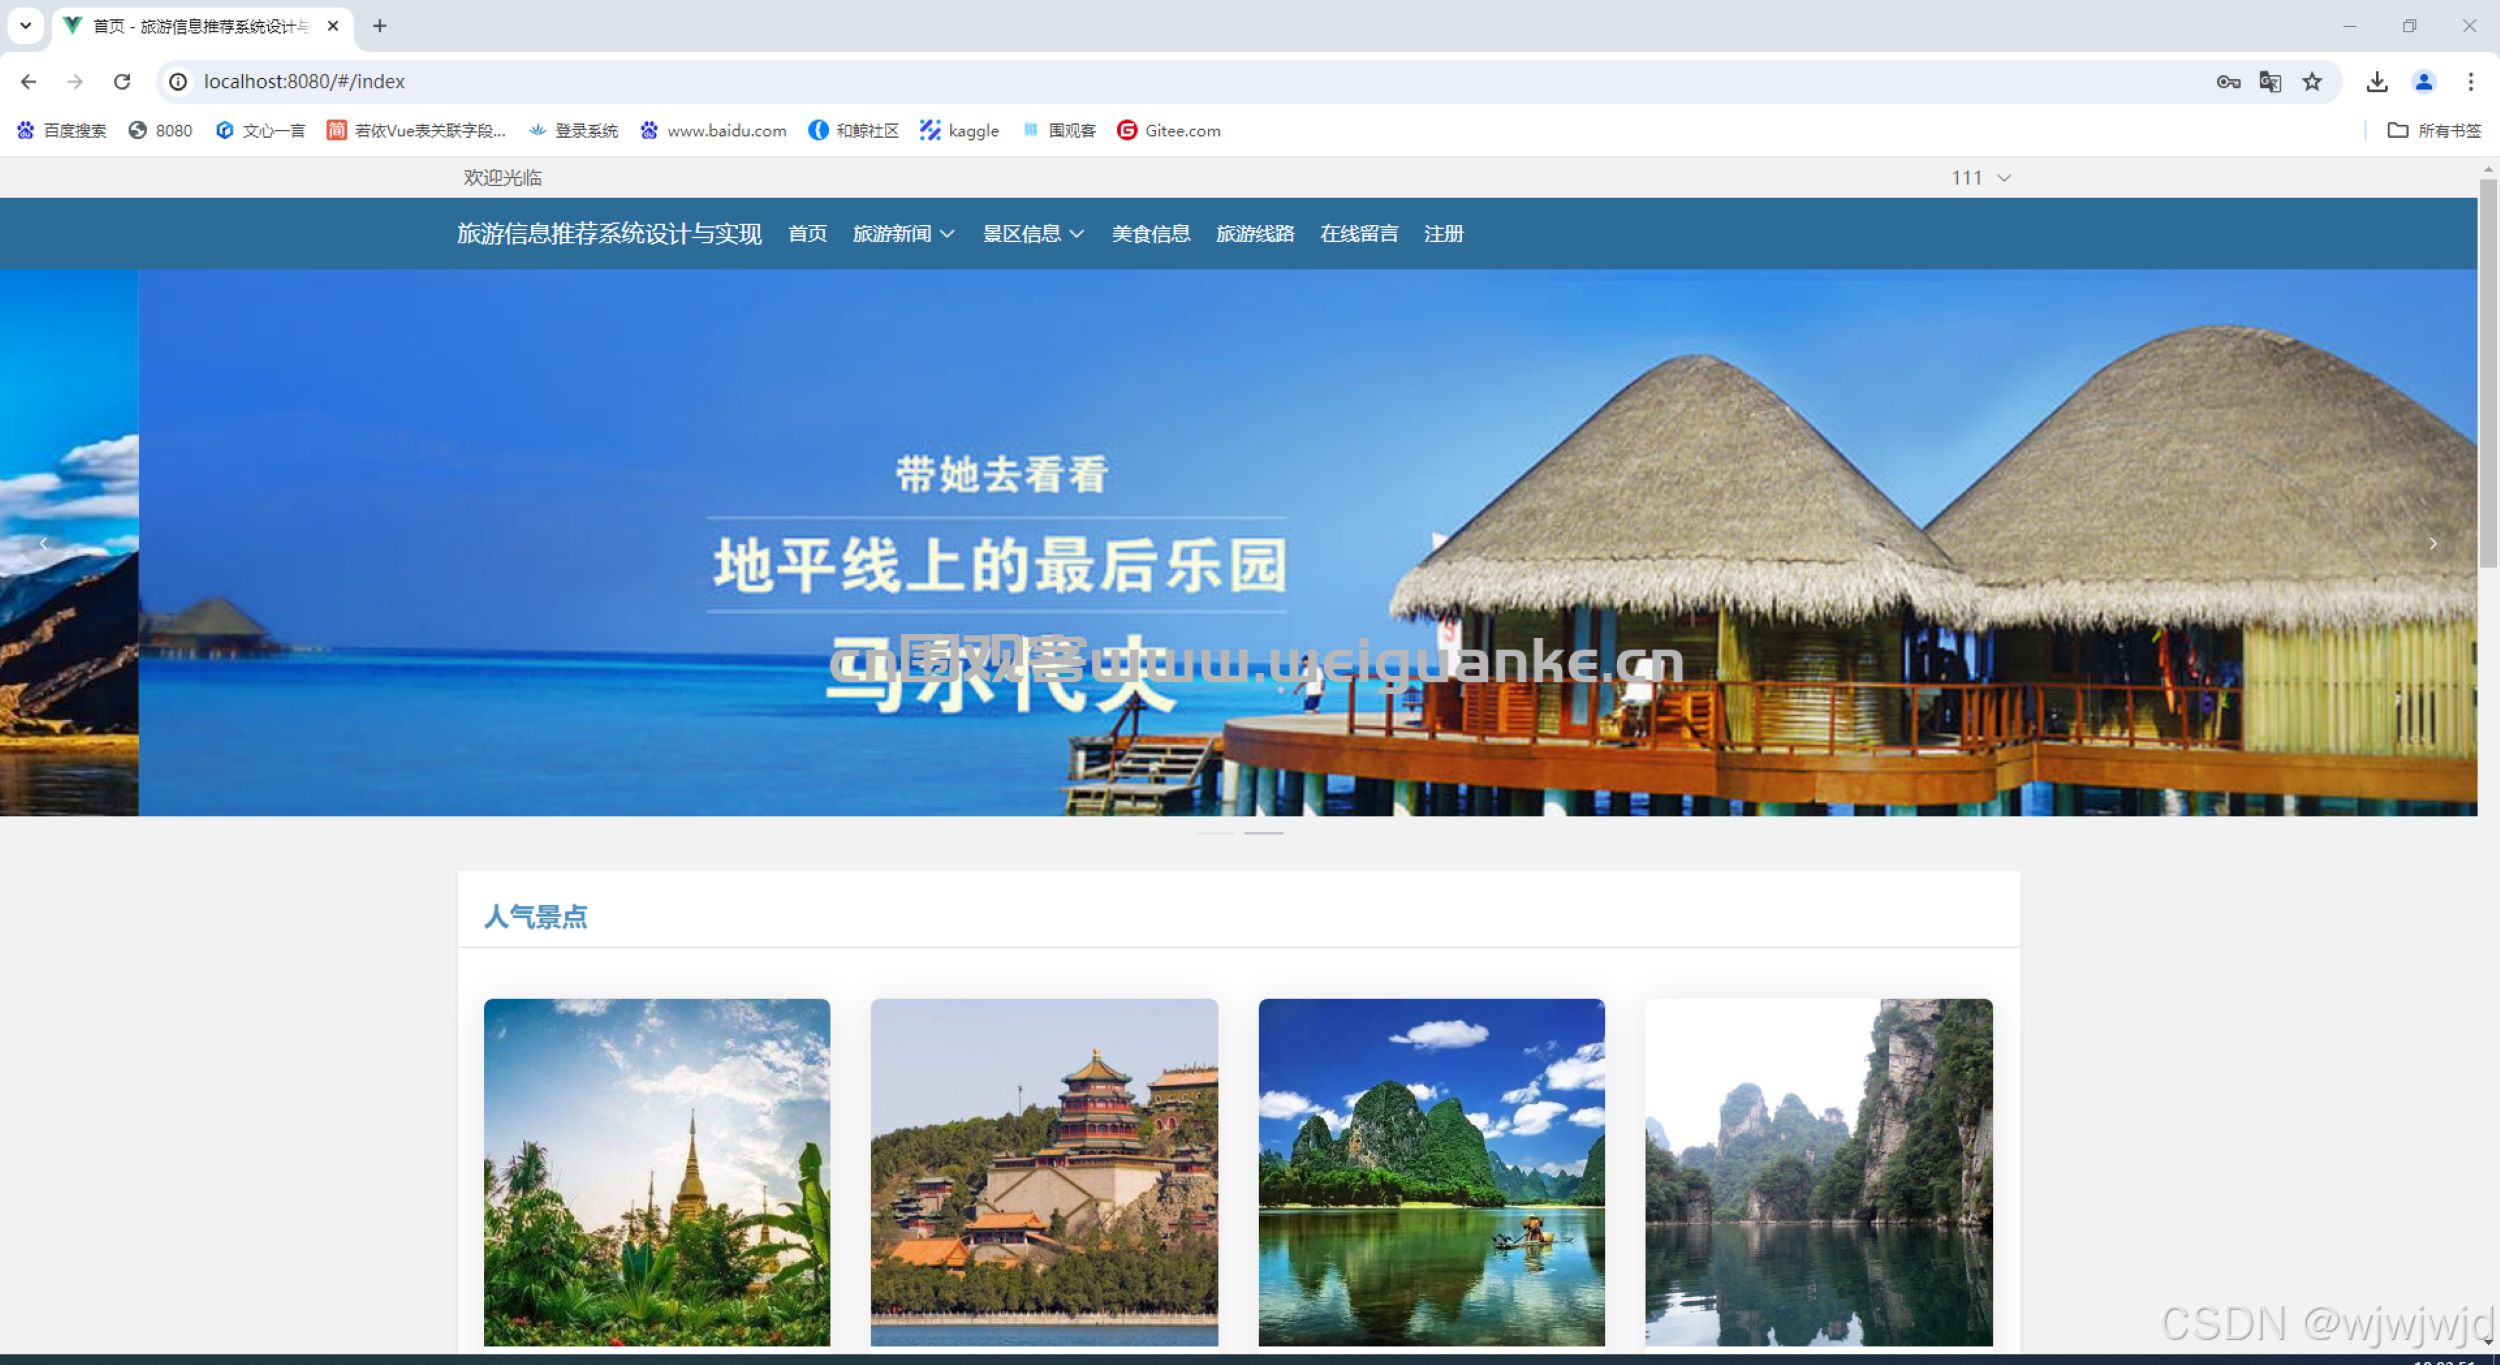 首页 - 旅游信息推荐系统设计与
localhost:8080/#/index
百度搜索 8080 文心一言 简 若依Vue表关联字段... 登录系统 www.baidu.com 和鲸社区 kaggle 围观客 Gitee.com 所有书签
欢迎光临 111
旅游信息推荐系统设计与实现 首页 旅游新闻 景区信息 美食信息 旅游线路 在线留言 注册
带她去看看
地平线上的最后乐园
马尔代夫
cn围观客www.weiguanke.cn
人气景点
CSDN @wjwjwjd